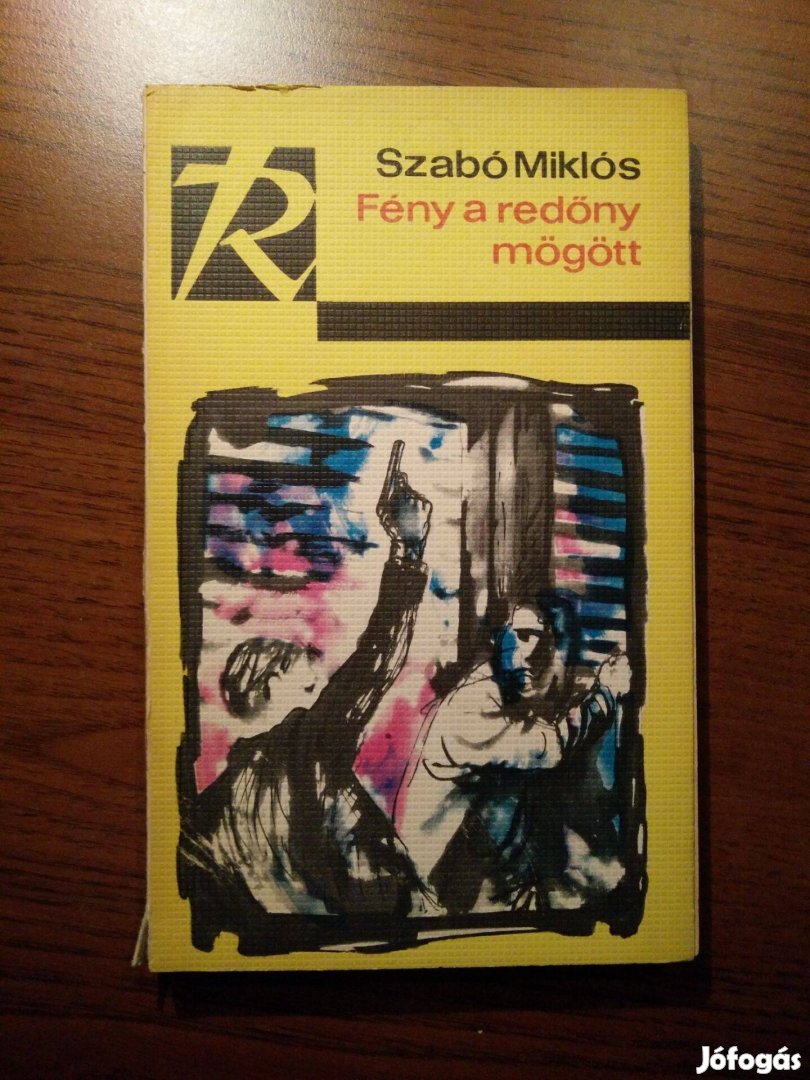 R
Szabó Miklós
Fény a redőny
mögött
Jófogás